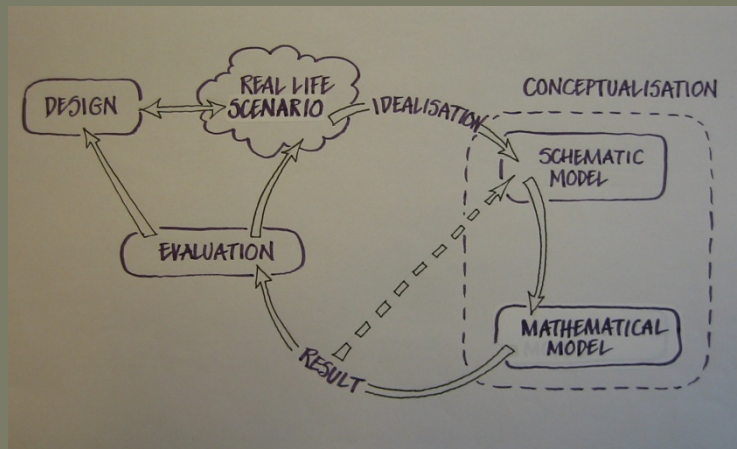 REAL LIFE
SCENARIO
DESIGN
IDEALISATION
CONCEPTUALISATION
SCHEMATIC
MODEL
EVALUATION
MATHEMATICAL
MODEL
RESULT